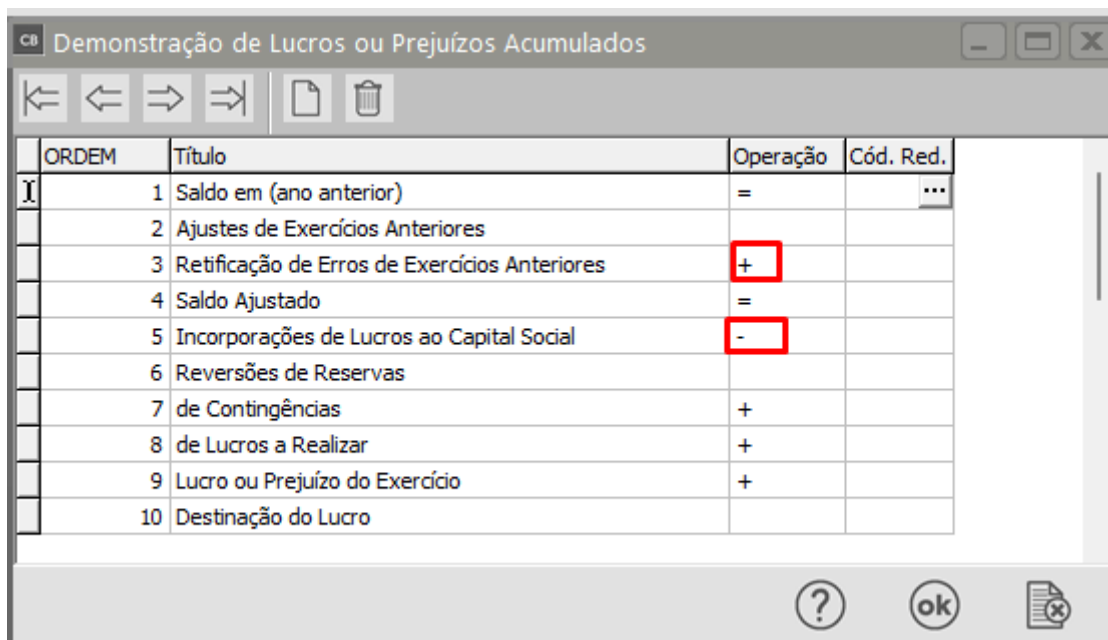 CB Demonstração de Lucros ou Prejuízos Acumulados
ORDEM Título Operação Cód. Red.
1 Saldo em (ano anterior) = ...
2 Ajustes de Exercícios Anteriores
3 Retificação de Erros de Exercícios Anteriores +
4 Saldo Ajustado =
5 Incorporações de Lucros ao Capital Social -
6 Reversões de Reservas
7 de Contingências +
8 de Lucros a Realizar +
9 Lucro ou Prejuízo do Exercício +
10 Destinação do Lucro
? ok